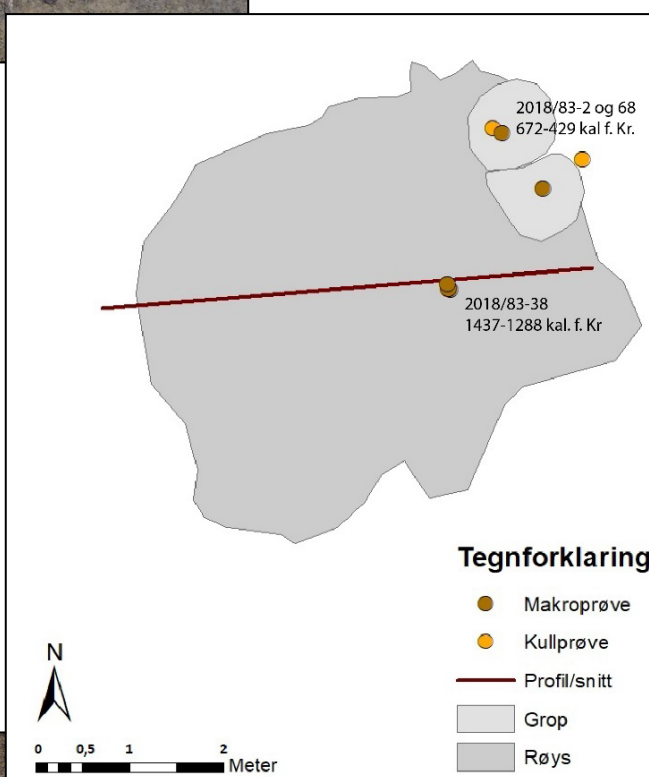 2018/83-2 og 68
672-429 kal f. Kr.
2018/83-38
1437-1288 kal. f. Kr
Tegnforklaring
Makroprøve
Kullprøve
Profil/snitt
Grop
Røys
N
0 0,5 1 2
Meter